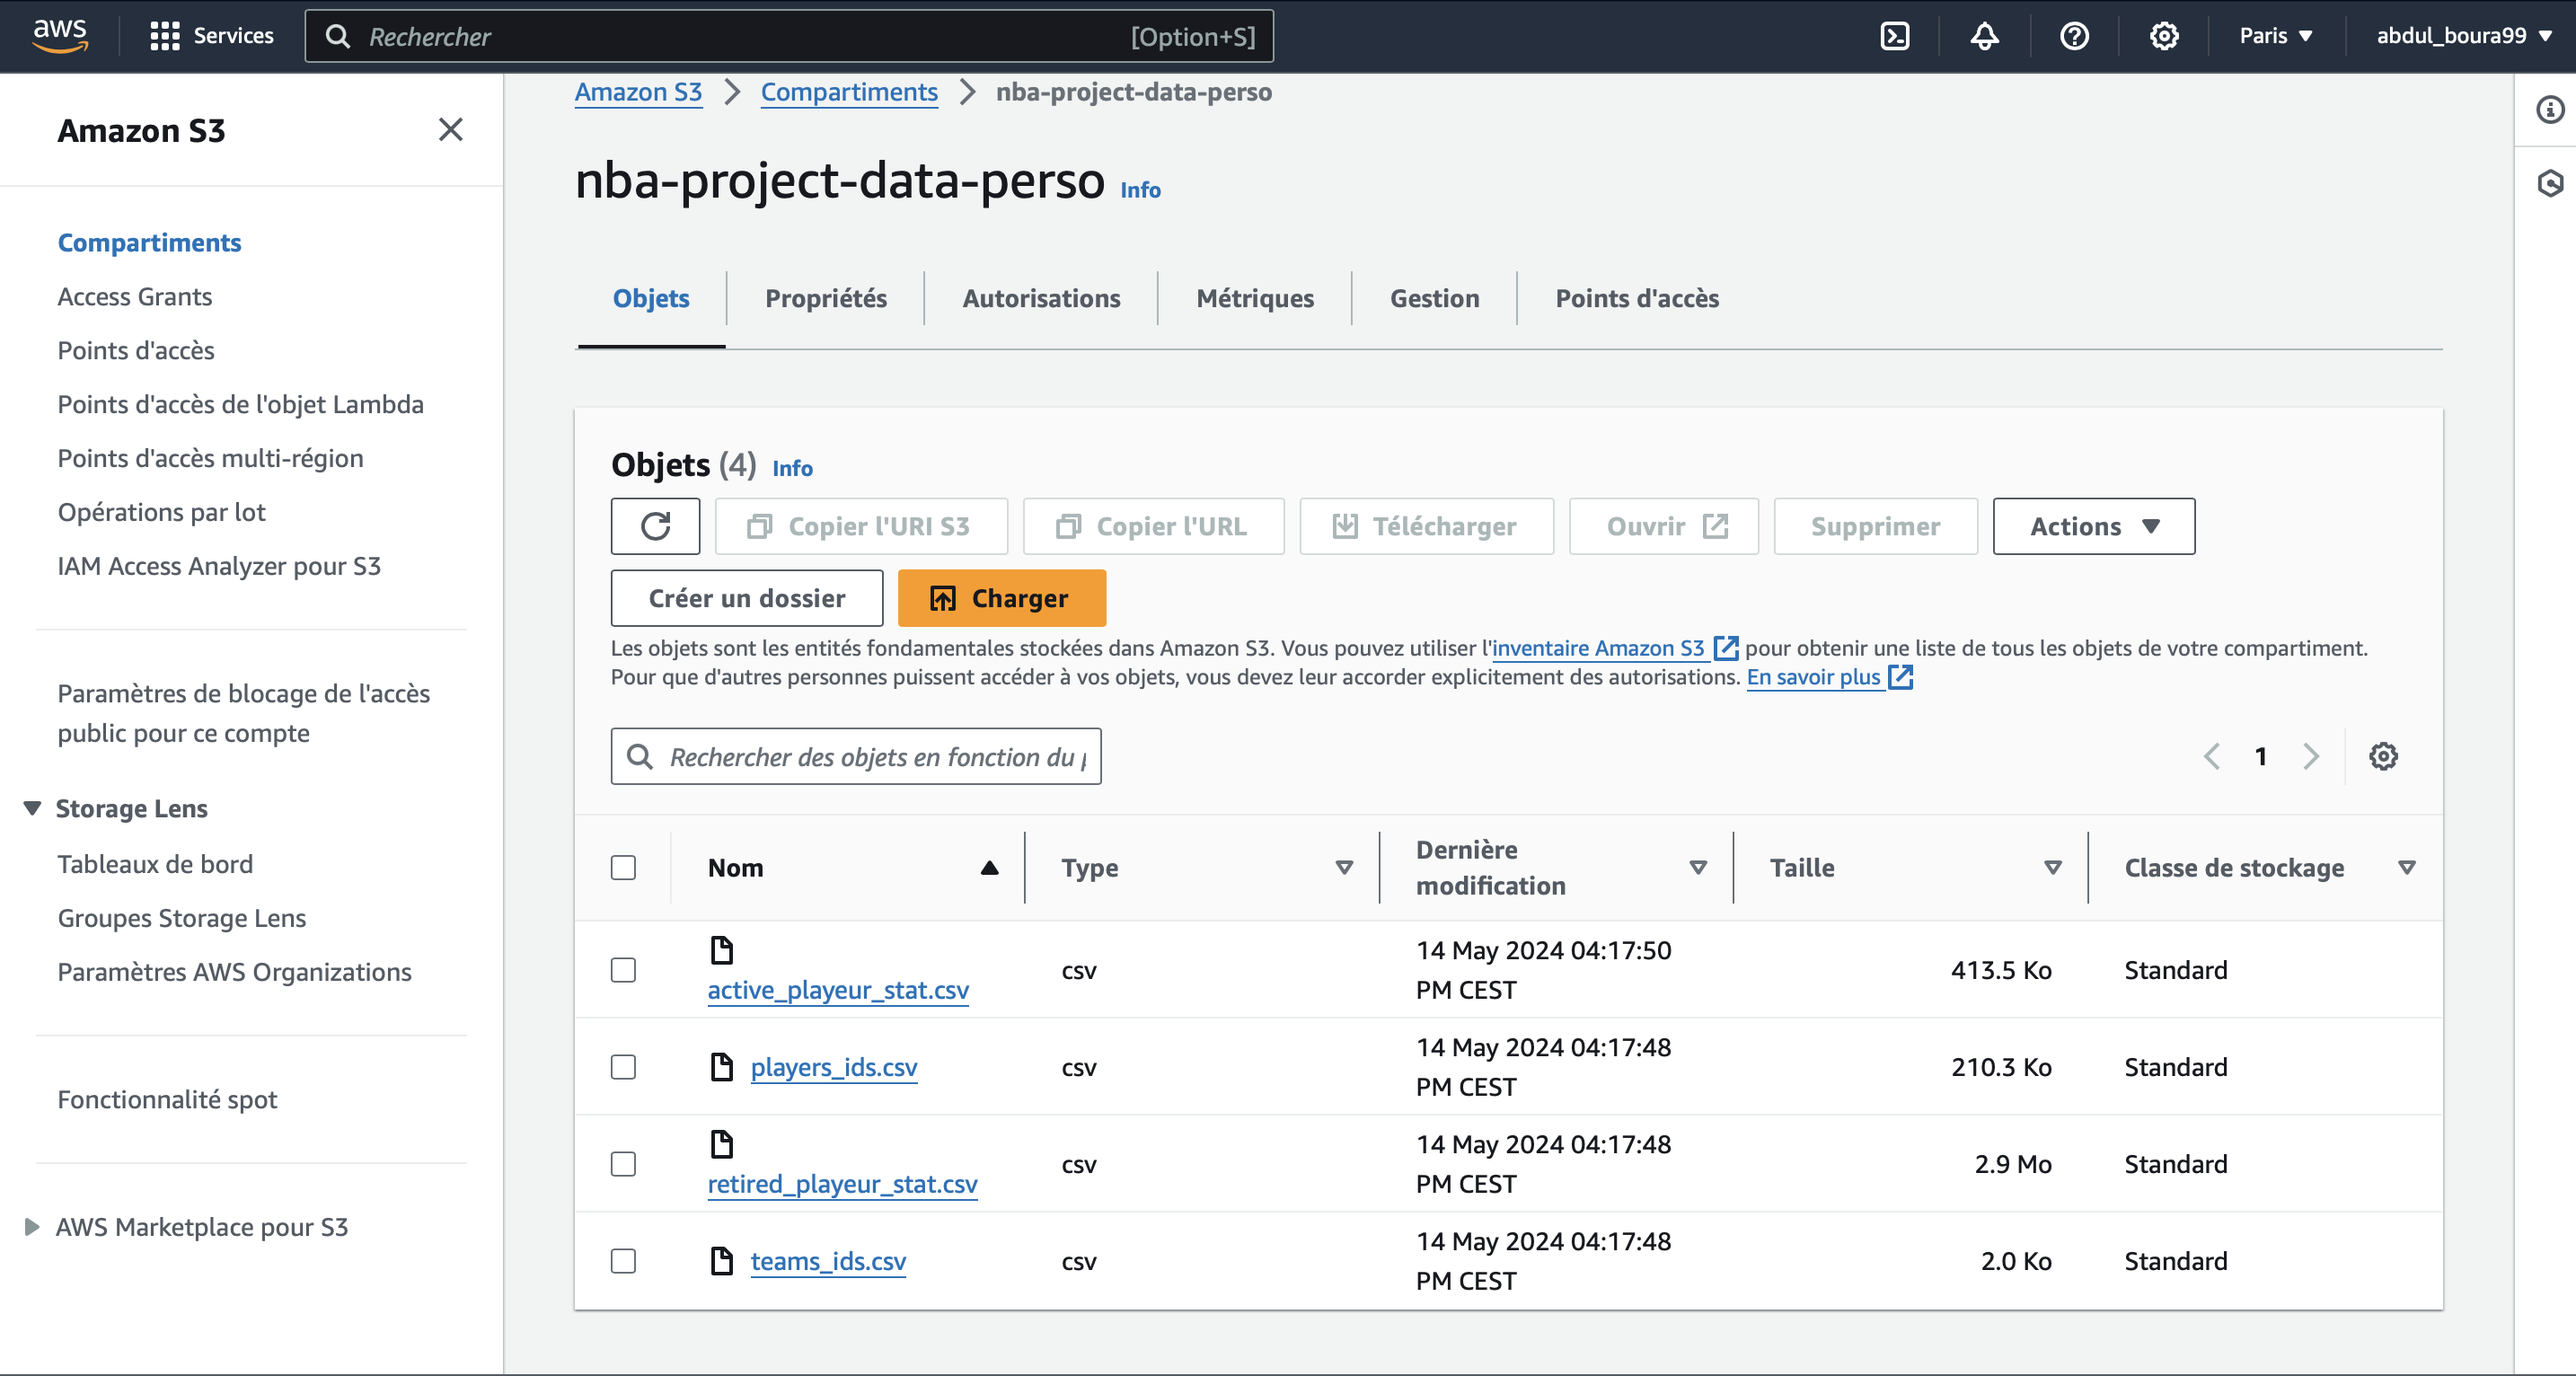 aws
Services
Rechercher [Option+S]
Paris
abdul_boura99
Amazon S3
Compartiments
Access Grants
Points d'accès
Points d'accès de l'objet Lambda
Points d'accès multi-région
Opérations par lot
IAM Access Analyzer pour S3
Paramètres de blocage de l'accès
public pour ce compte
Storage Lens
Tableaux de bord
Groupes Storage Lens
Paramètres AWS Organizations
Fonctionnalité spot
AWS Marketplace pour S3
Amazon S3 > Compartiments > nba-project-data-perso
nba-project-data-perso Info
Objets Propriétés Autorisations Métriques Gestion Points d'accès
Objets (4) Info
Copier l'URI S3 Copier l'URL Télécharger Ouvrir Supprimer Actions
Créer un dossier Charger
Les objets sont les entités fondamentales stockées dans Amazon S3. Vous pouvez utiliser l'inventaire Amazon S3 pour obtenir une liste de tous les objets de votre compartiment.
Pour que d'autres personnes puissent accéder à vos objets, vous devez leur accorder explicitement des autorisations. En savoir plus
Rechercher des objets en fonction du
1
Nom Type Dernière modification Taille Classe de stockage
active_playeur_stat.csv csv 14 May 2024 04:17:50 PM CEST 413.5 Ko Standard
players_ids.csv csv 14 May 2024 04:17:48 PM CEST 210.3 Ko Standard
retired_playeur_stat.csv csv 14 May 2024 04:17:48 PM CEST 2.9 Mo Standard
teams_ids.csv csv 14 May 2024 04:17:48 PM CEST 2.0 Ko Standard